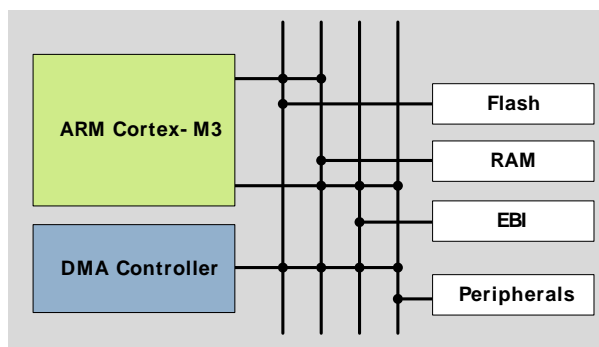 ARM Cortex- M3
Flash
RAM
EBI
DMA Controller
Peripherals